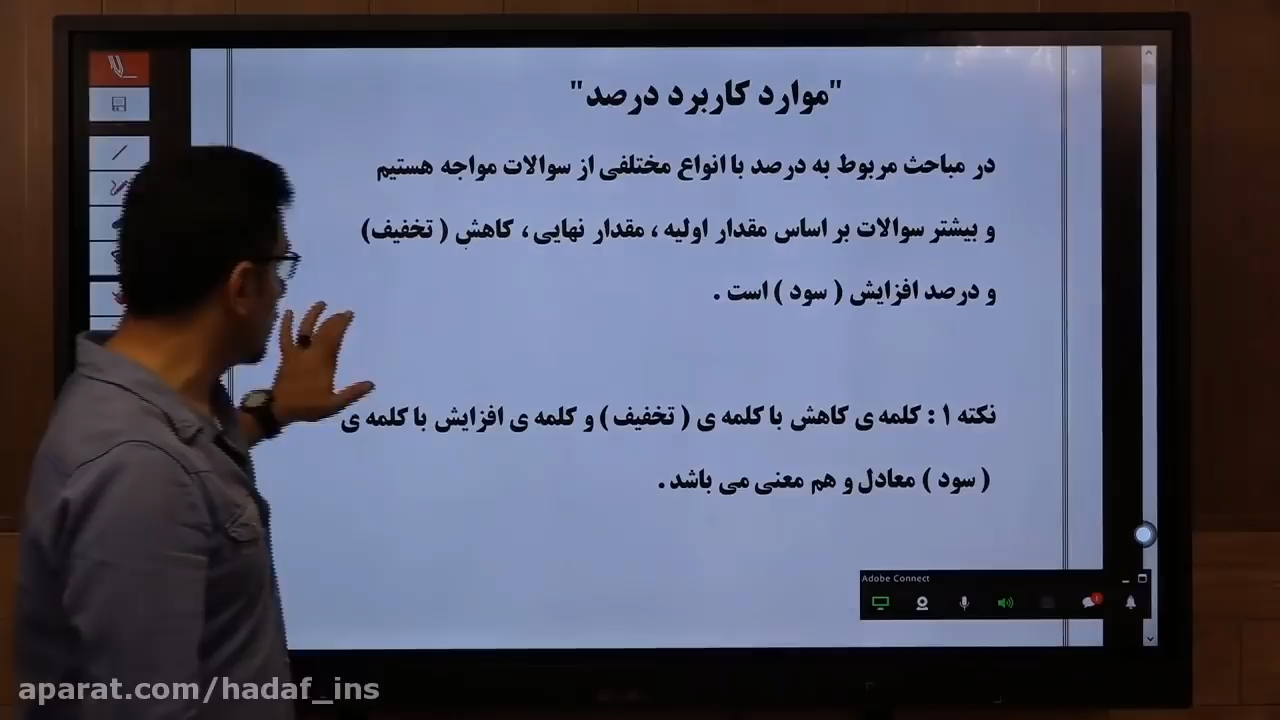 "موارد کاربرد درصد"
در مباحث مربوط به درصد با انواع مختلفی از سوالات مواجه هستیم
و بیشتر سوالات بر اساس مقدار اولیه ، مقدار نهایی ، کاهش ( تخفیف)
و درصد افزایش ( سود ) است .
نکته ۱ : کلمه ی کاهش با کلمه ی ( تخفیف ) و کلمه ی افزایش با کلمه ی
( سود ) معادل و هم معنی می باشد .
Adobe Connect
aparat.com/hadaf_ins